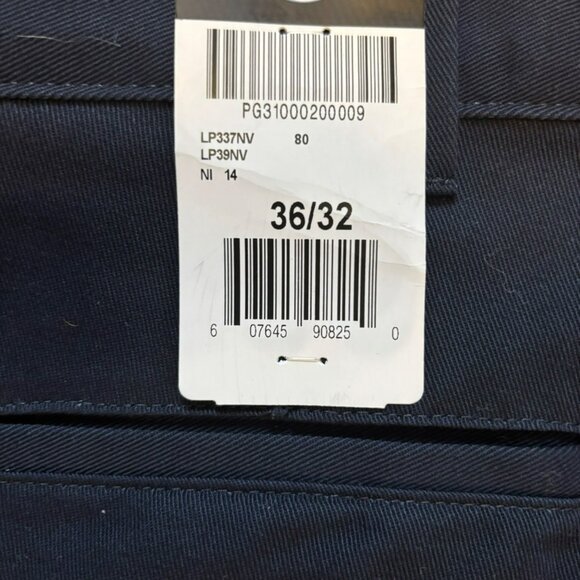 PG31000200009
LP337NV 80
LP39NV
NI 14
36/32
6 07645 90825 0